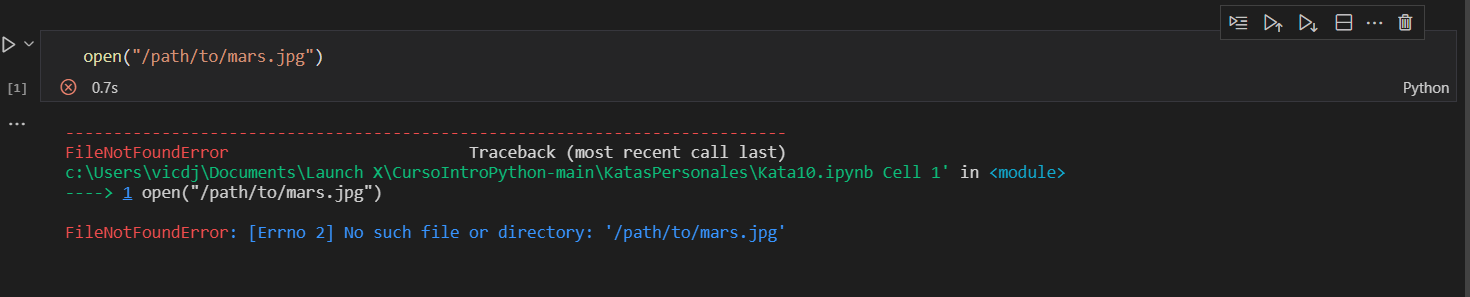 open("/path/to/mars.jpg")
[1]
0.7s
Python
...
---------------------------------------------------------------------------
FileNotFoundError                         Traceback (most recent call last)
c:\Users\vicdj\Documents\Launch X\CursoIntroPython-main\KatasPersonales\Kata10.ipynb Cell 1' in <module>
----> 1 open("/path/to/mars.jpg")
FileNotFoundError: [Errno 2] No such file or directory: '/path/to/mars.jpg'